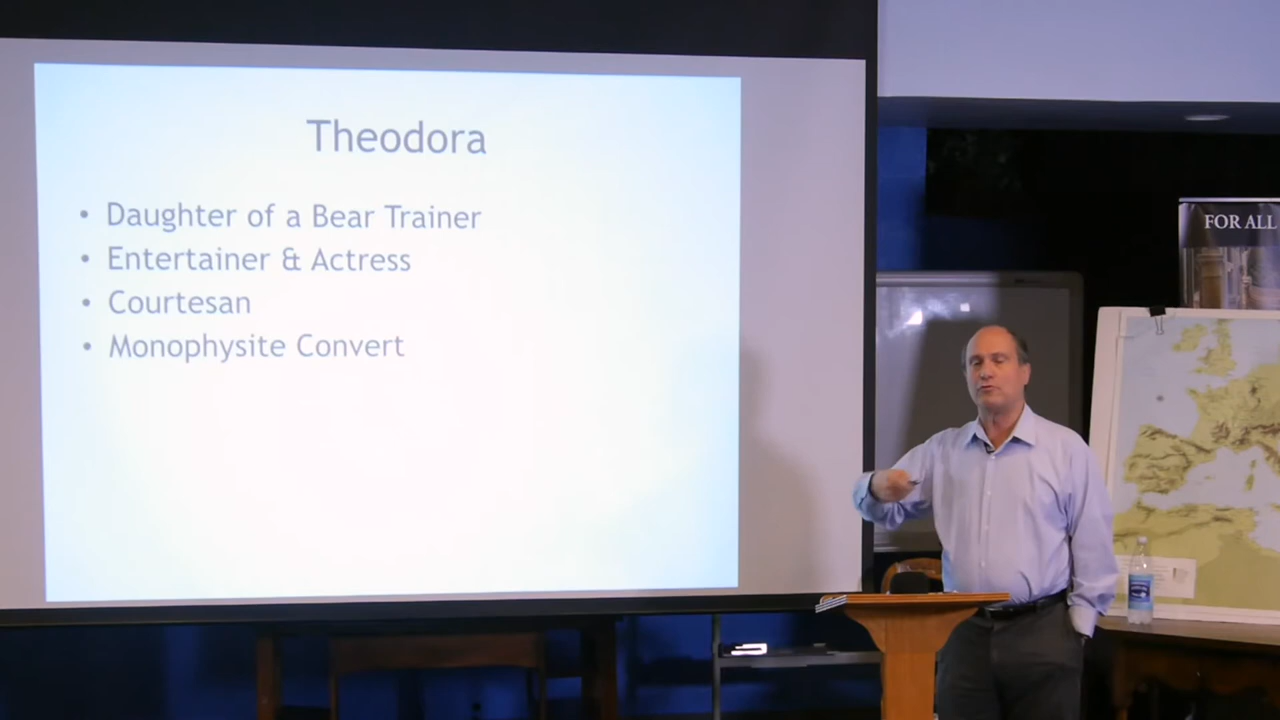 Theodora
• Daughter of a Bear Trainer
• Entertainer & Actress
• Courtesan
• Monophysite Convert
FOR ALL